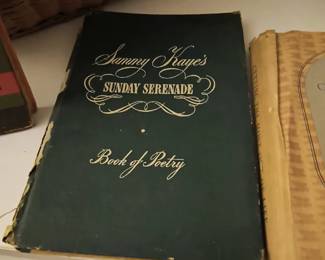 Sammy Kaye's
SUNDAY SERENADE
Book of Poetry